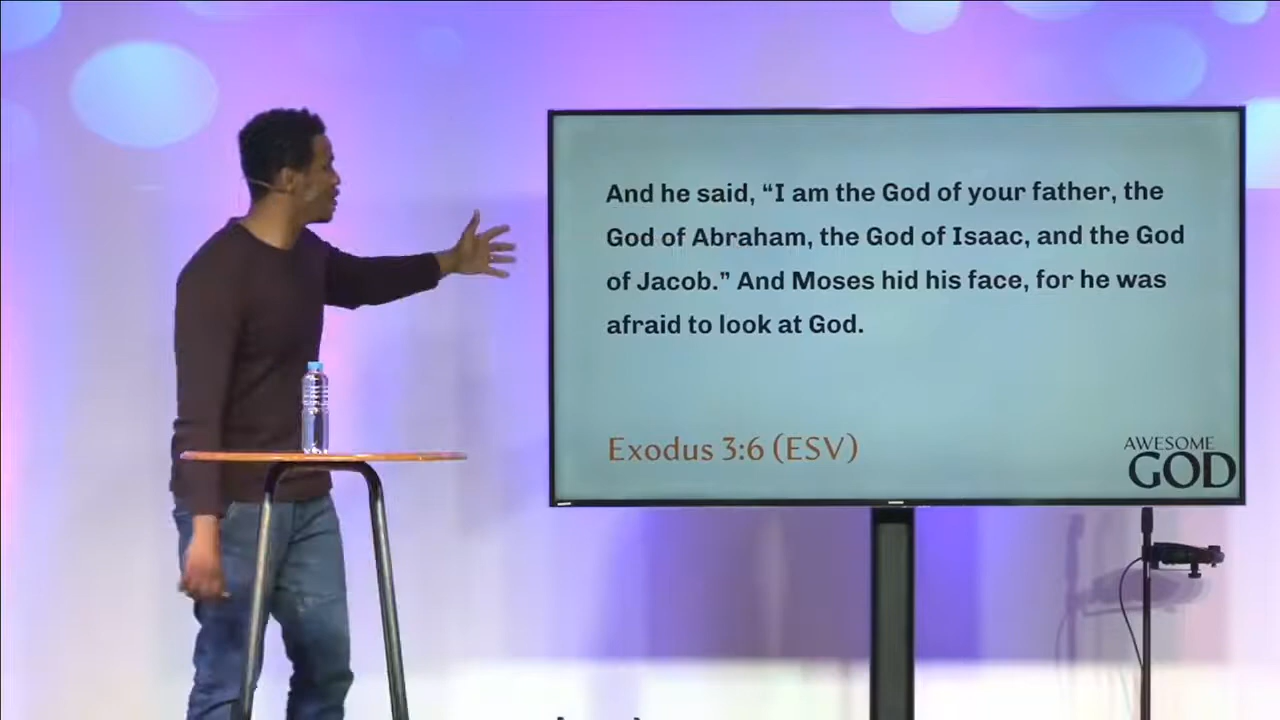 And he said, “I am the God of your father, the
God of Abraham, the God of Isaac, and the God
of Jacob.” And Moses hid his face, for he was
afraid to look at God.
Exodus 3:6 (ESV)
AWESOME
GOD